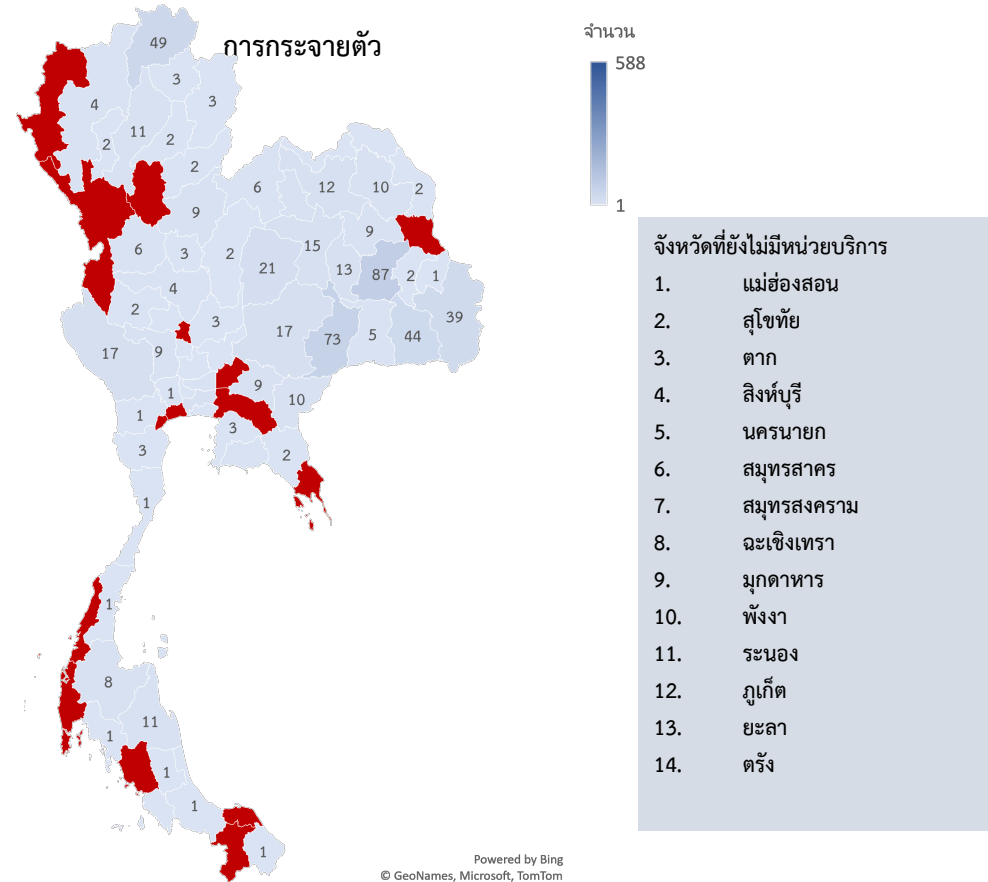 การกระจายตัว
จำนวน
588
1
49
3
3
4
11
2
2
2
6
12
10
2
9
9
6
3
2
15
21
13
87
2
1
4
2
3
17
73
5
44
39
17
9
9
1
10
1
3
3
2
1
1
8
11
1
1
1
1
จังหวัดที่ยังไม่มีหน่วยบริการ
1. แม่ฮ่องสอน
2. สุโขทัย
3. ตาก
4. สิงห์บุรี
5. นครนายก
6. สมุทรสาคร
7. สมุทรสงคราม
8. ฉะเชิงเทรา
9. มุกดาหาร
10. พังงา
11. ระนอง
12. ภูเก็ต
13. ยะลา
14. ตรัง
Powered by Bing
© GeoNames, Microsoft, TomTom